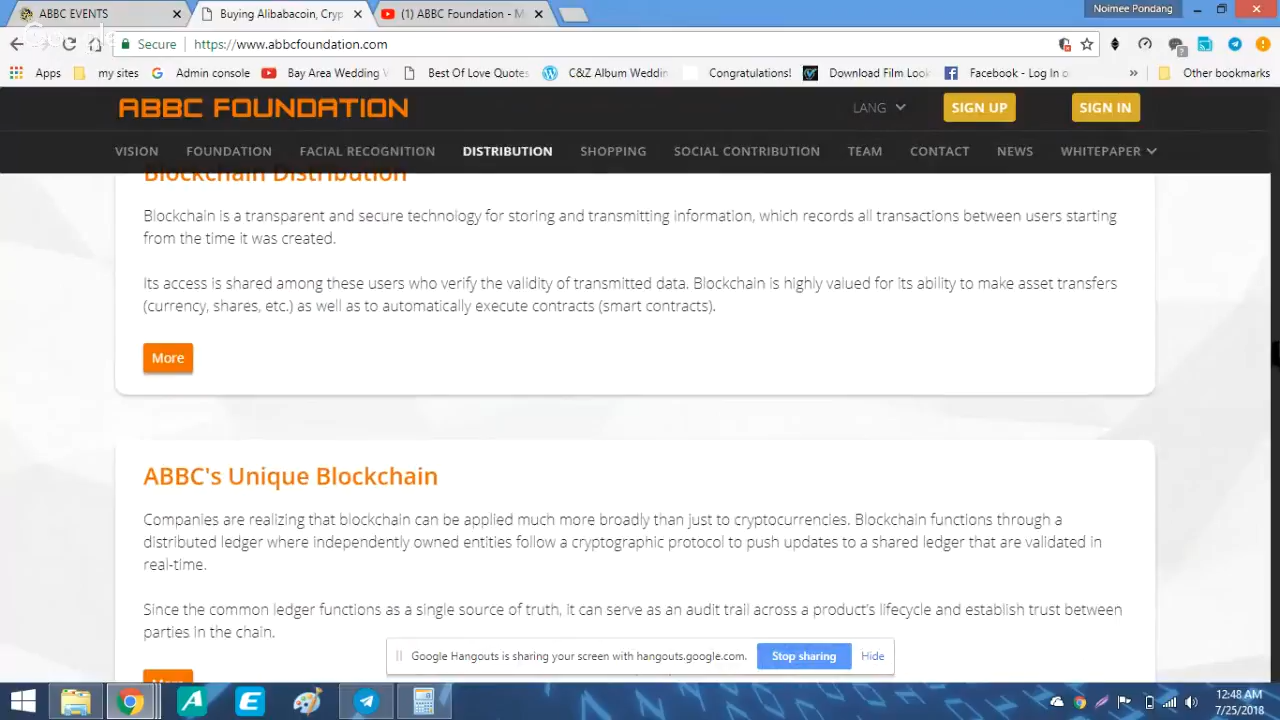 ABBC EVENTS
Buying Alibabacoin, Cryp
(1) ABBC Foundation - M
Noimee Pondang
Secure
https://www.abbcfoundation.com
Apps
my sites
Admin console
Bay Area Wedding
Best Of Love Quotes
C&Z Album Weddin
ongratulations!
Download Film Look
Facebook - Log In o
»
Other bookmarks
ABBC FOUNDATION
LANG
SIGN UP
SIGN IN
VISION
FOUNDATION
FACIAL RECOGNITION
DISTRIBUTION
SHOPPING
SOCIAL CONTRIBUTION
TEAM
CONTACT
NEWS
WHITEPAPER
Blockchain Distribution
Blockchain is a transparent and secure technology for storing and transmitting information, which records all transactions between users starting
from the time it was created.
Its access is shared among these users who verify the validity of transmitted data. Blockchain is highly valued for its ability to make asset transfers
(currency, shares, etc.) as well as to automatically execute contracts (smart contracts).
More
ABBC's Unique Blockchain
Companies are realizing that blockchain can be applied much more broadly than just to cryptocurrencies. Blockchain functions through a
distributed ledger where independently owned entities follow a cryptographic protocol to push updates to a shared ledger that are validated in
real-time.
Since the common ledger functions as a single source of truth, it can serve as an audit trail across a product's lifecycle and establish trust between
parties in the chain.
More
Google Hangouts is sharing your screen with hangouts.google.com.
Stop sharing
Hide
12:48 AM
7/25/2018